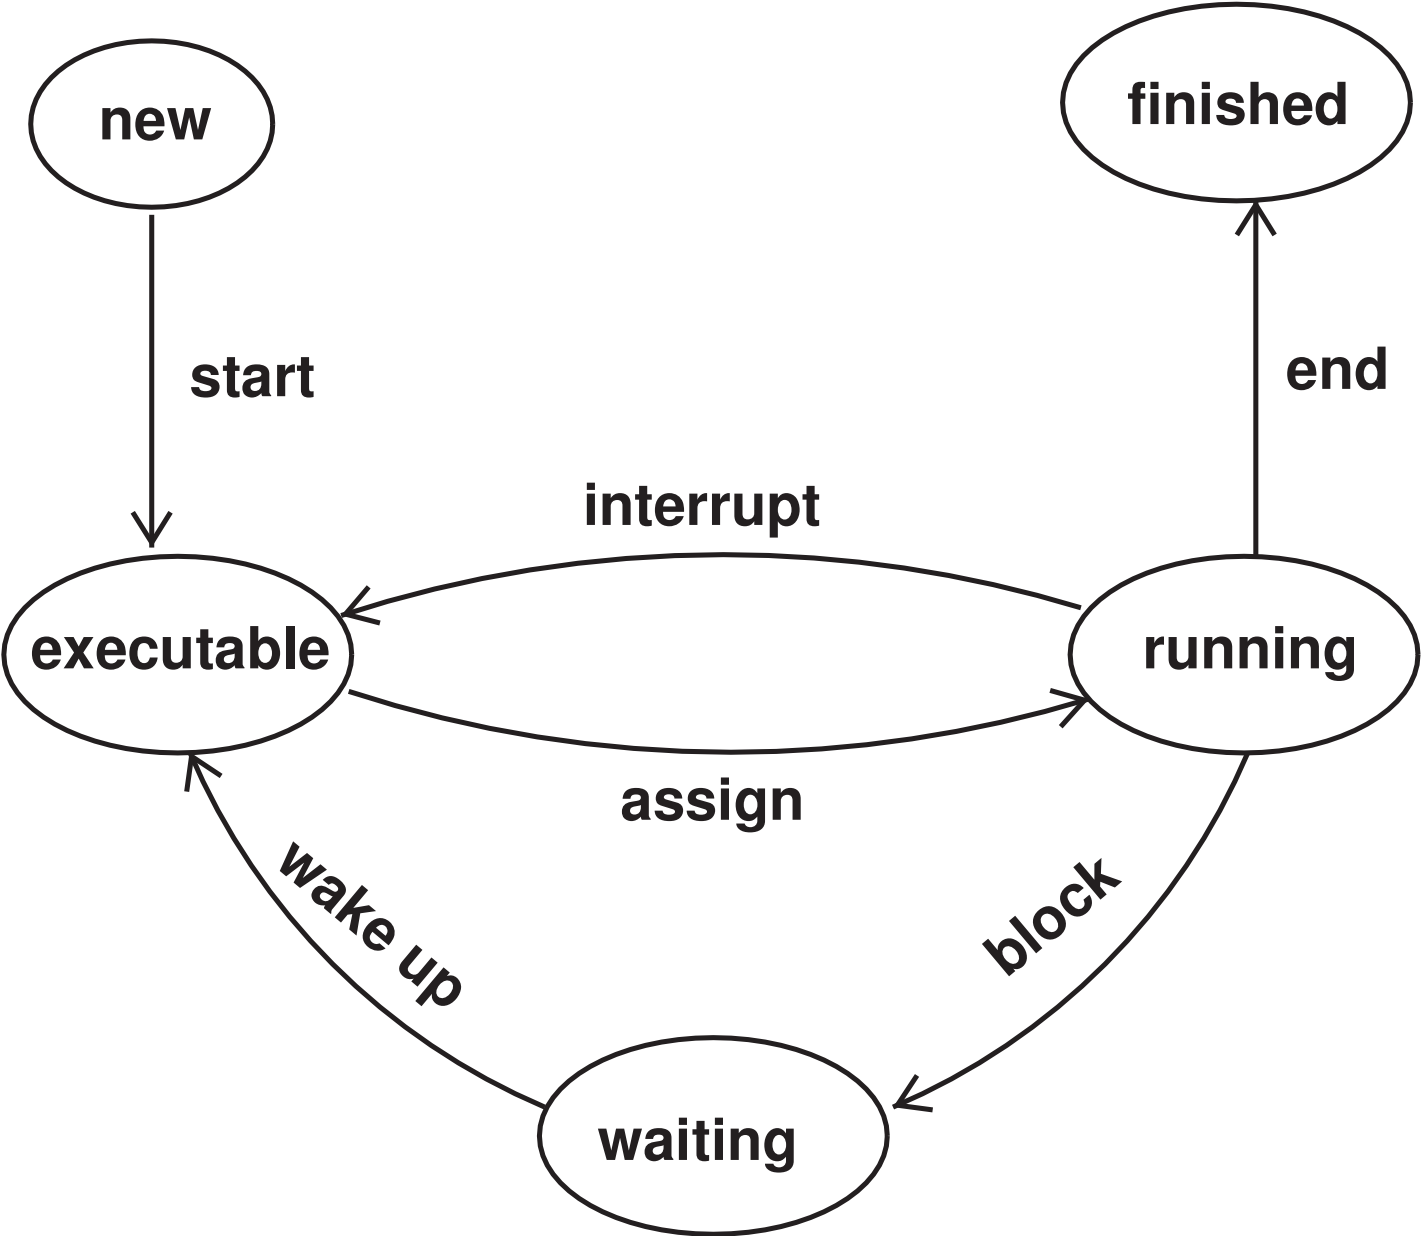 new
finished
start
end
interrupt
executable
running
assign
wake up
block
waiting